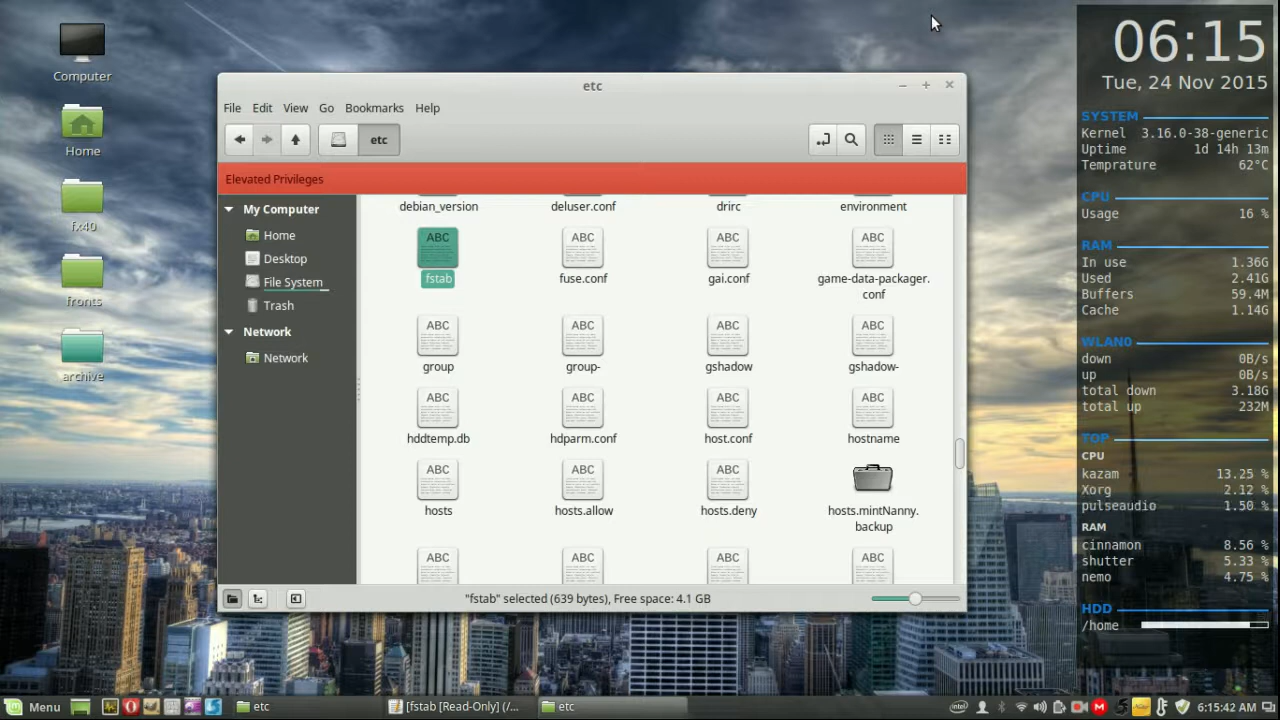 Computer
Home
fx40
fronts
archive
etc
File Edit View Go Bookmarks Help
etc
Elevated Privileges
My Computer
Home
Desktop
File System
Trash
Network
Network
debian_version deluser.conf drirc environment
ABC ABC ABC ABC
fstab fuse.conf gai.conf game-data-packager.
conf
ABC ABC ABC ABC
group group- gshadow gshadow-
ABC ABC ABC ABC
hddtemp.db hdparm.conf host.conf hostname
ABC ABC ABC
hosts hosts.allow hosts.deny hosts.mintNanny.
backup
ABC ABC ABC ABC
"fstab" selected (639 bytes), Free space: 4.1 GB
06:15
Tue, 24 Nov 2015
SYSTEM
Kernel 3.16.0-38-generic
Uptime 1d 14h 13m
Temprature 62°C
CPU
Usage 16 %
RAM
In use 1.36G
Used 2.41G
Buffers 59.4M
Cache 1.14G
WLAN0
down 0B/s
up 0B/s
total down 3.18G
total up 232M
TOP
CPU
kazam 13.25 %
Xorg 2.12 %
pulseaudio 1.50 %
RAM
cinnamon 8.56 %
shutter 5.33 %
nemo 4.75 %
HDD
/home
Menu
etc
[fstab [Read-Only] (/...
etc
intel
6:15:42 AM